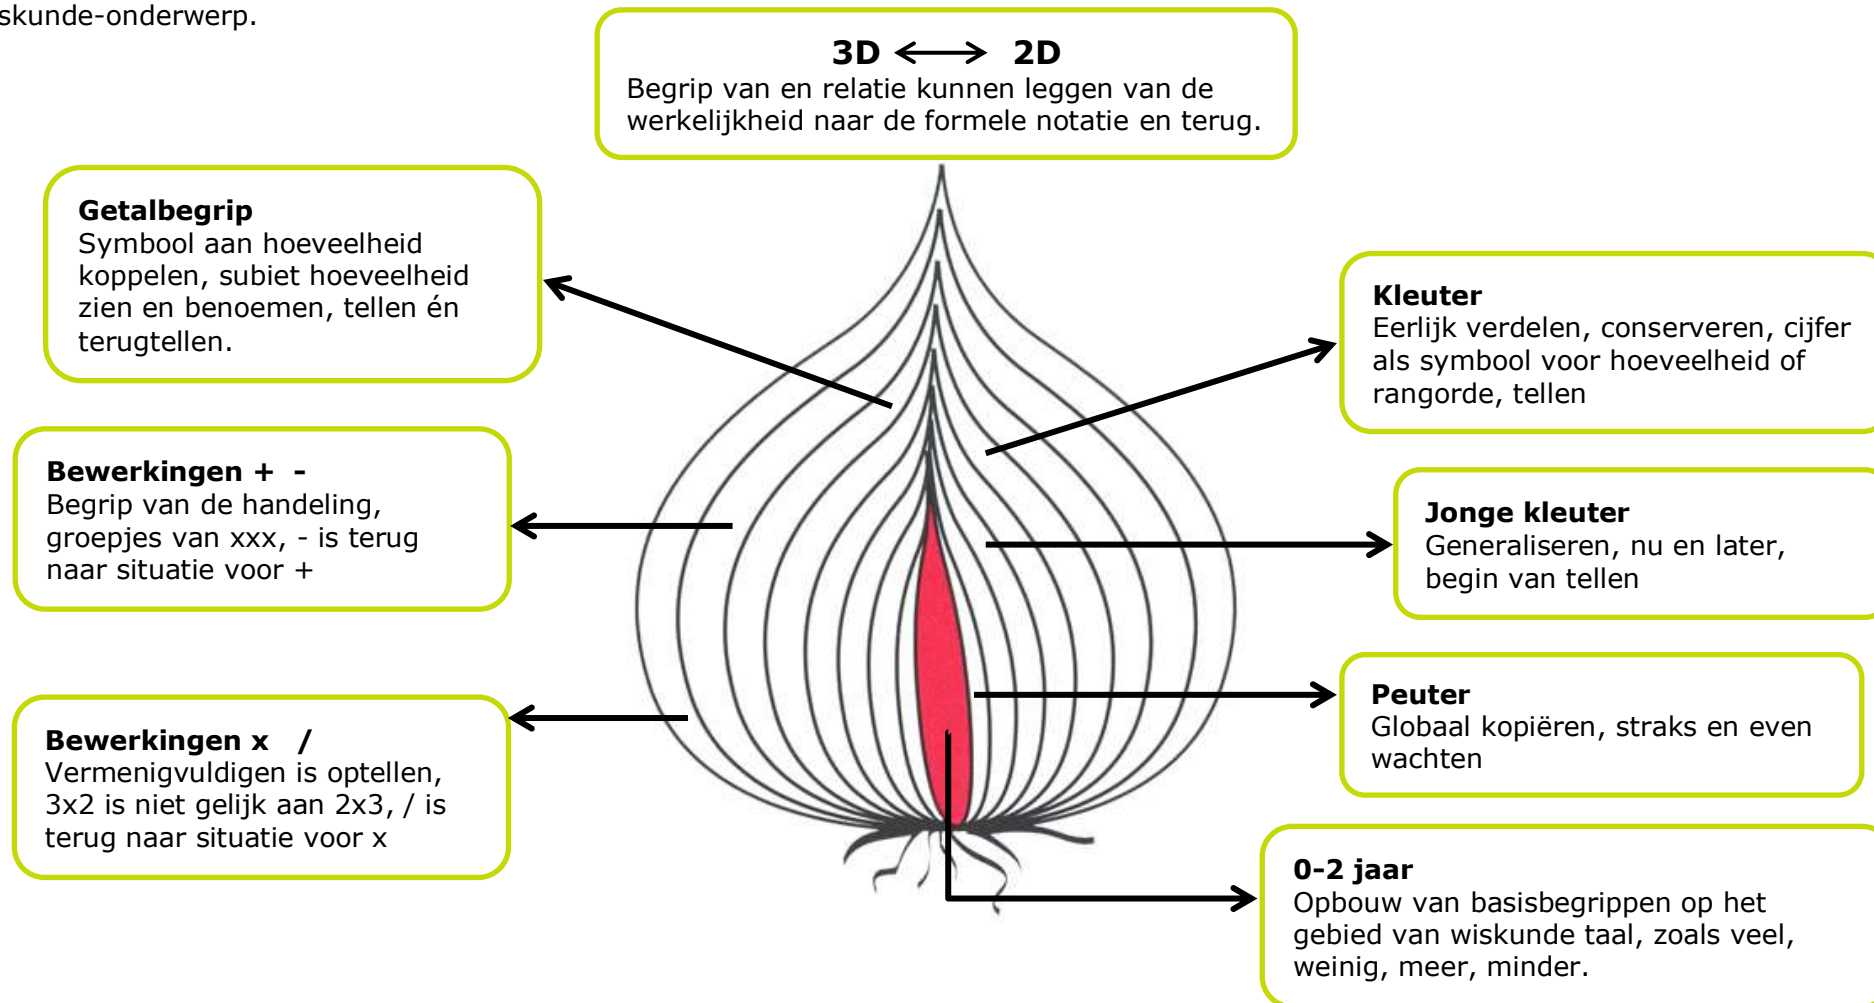 skunde-onderwerp.
3D ⟷ 2D
Begrip van en relatie kunnen leggen van de
werkelijkheid naar de formele notatie en terug.
Getalbegrip
Symbool aan hoeveelheid
koppelen, subiet hoeveelheid
zien en benoemen, tellen én
terugtellen.
Bewerkingen + -
Begrip van de handeling,
groepjes van xxx, - is terug
naar situatie voor +
Bewerkingen x /
Vermenigvuldigen is optellen,
3x2 is niet gelijk aan 2x3, / is
terug naar situatie voor x
Kleuter
Eerlijk verdelen, conserveren, cijfer
als symbool voor hoeveelheid of
rangorde, tellen
Jonge kleuter
Generaliseren, nu en later,
begin van tellen
Peuter
Globaal kopiëren, straks en even
wachten
0-2 jaar
Opbouw van basisbegrippen op het
gebied van wiskunde taal, zoals veel,
weinig, meer, minder.